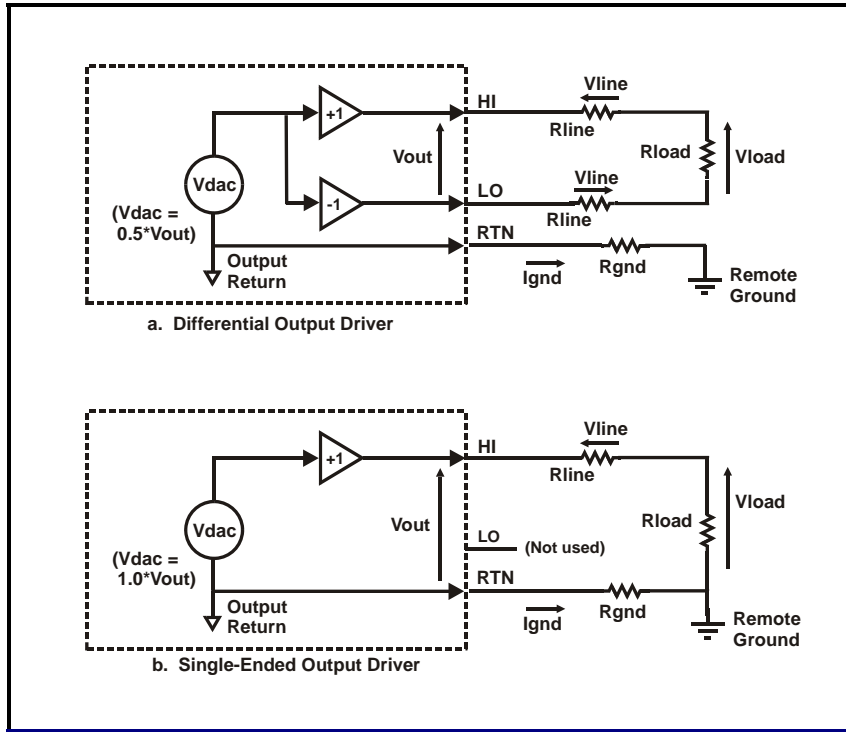 Vline
HI
+1
Rline
Rload
Vload
Vout
Vdac
Vline
-1
LO
Rline
(Vdac =
0.5*Vout)
RTN
Output
Return
Ignd
Rgnd
Remote
Ground
a. Differential Output Driver
Vline
HI
+1
Rline
Vload
Rload
Vout
Vdac
LO
(Not used)
(Vdac =
1.0*Vout)
RTN
Output
Return
Ignd
Rgnd
Remote
Ground
b. Single-Ended Output Driver